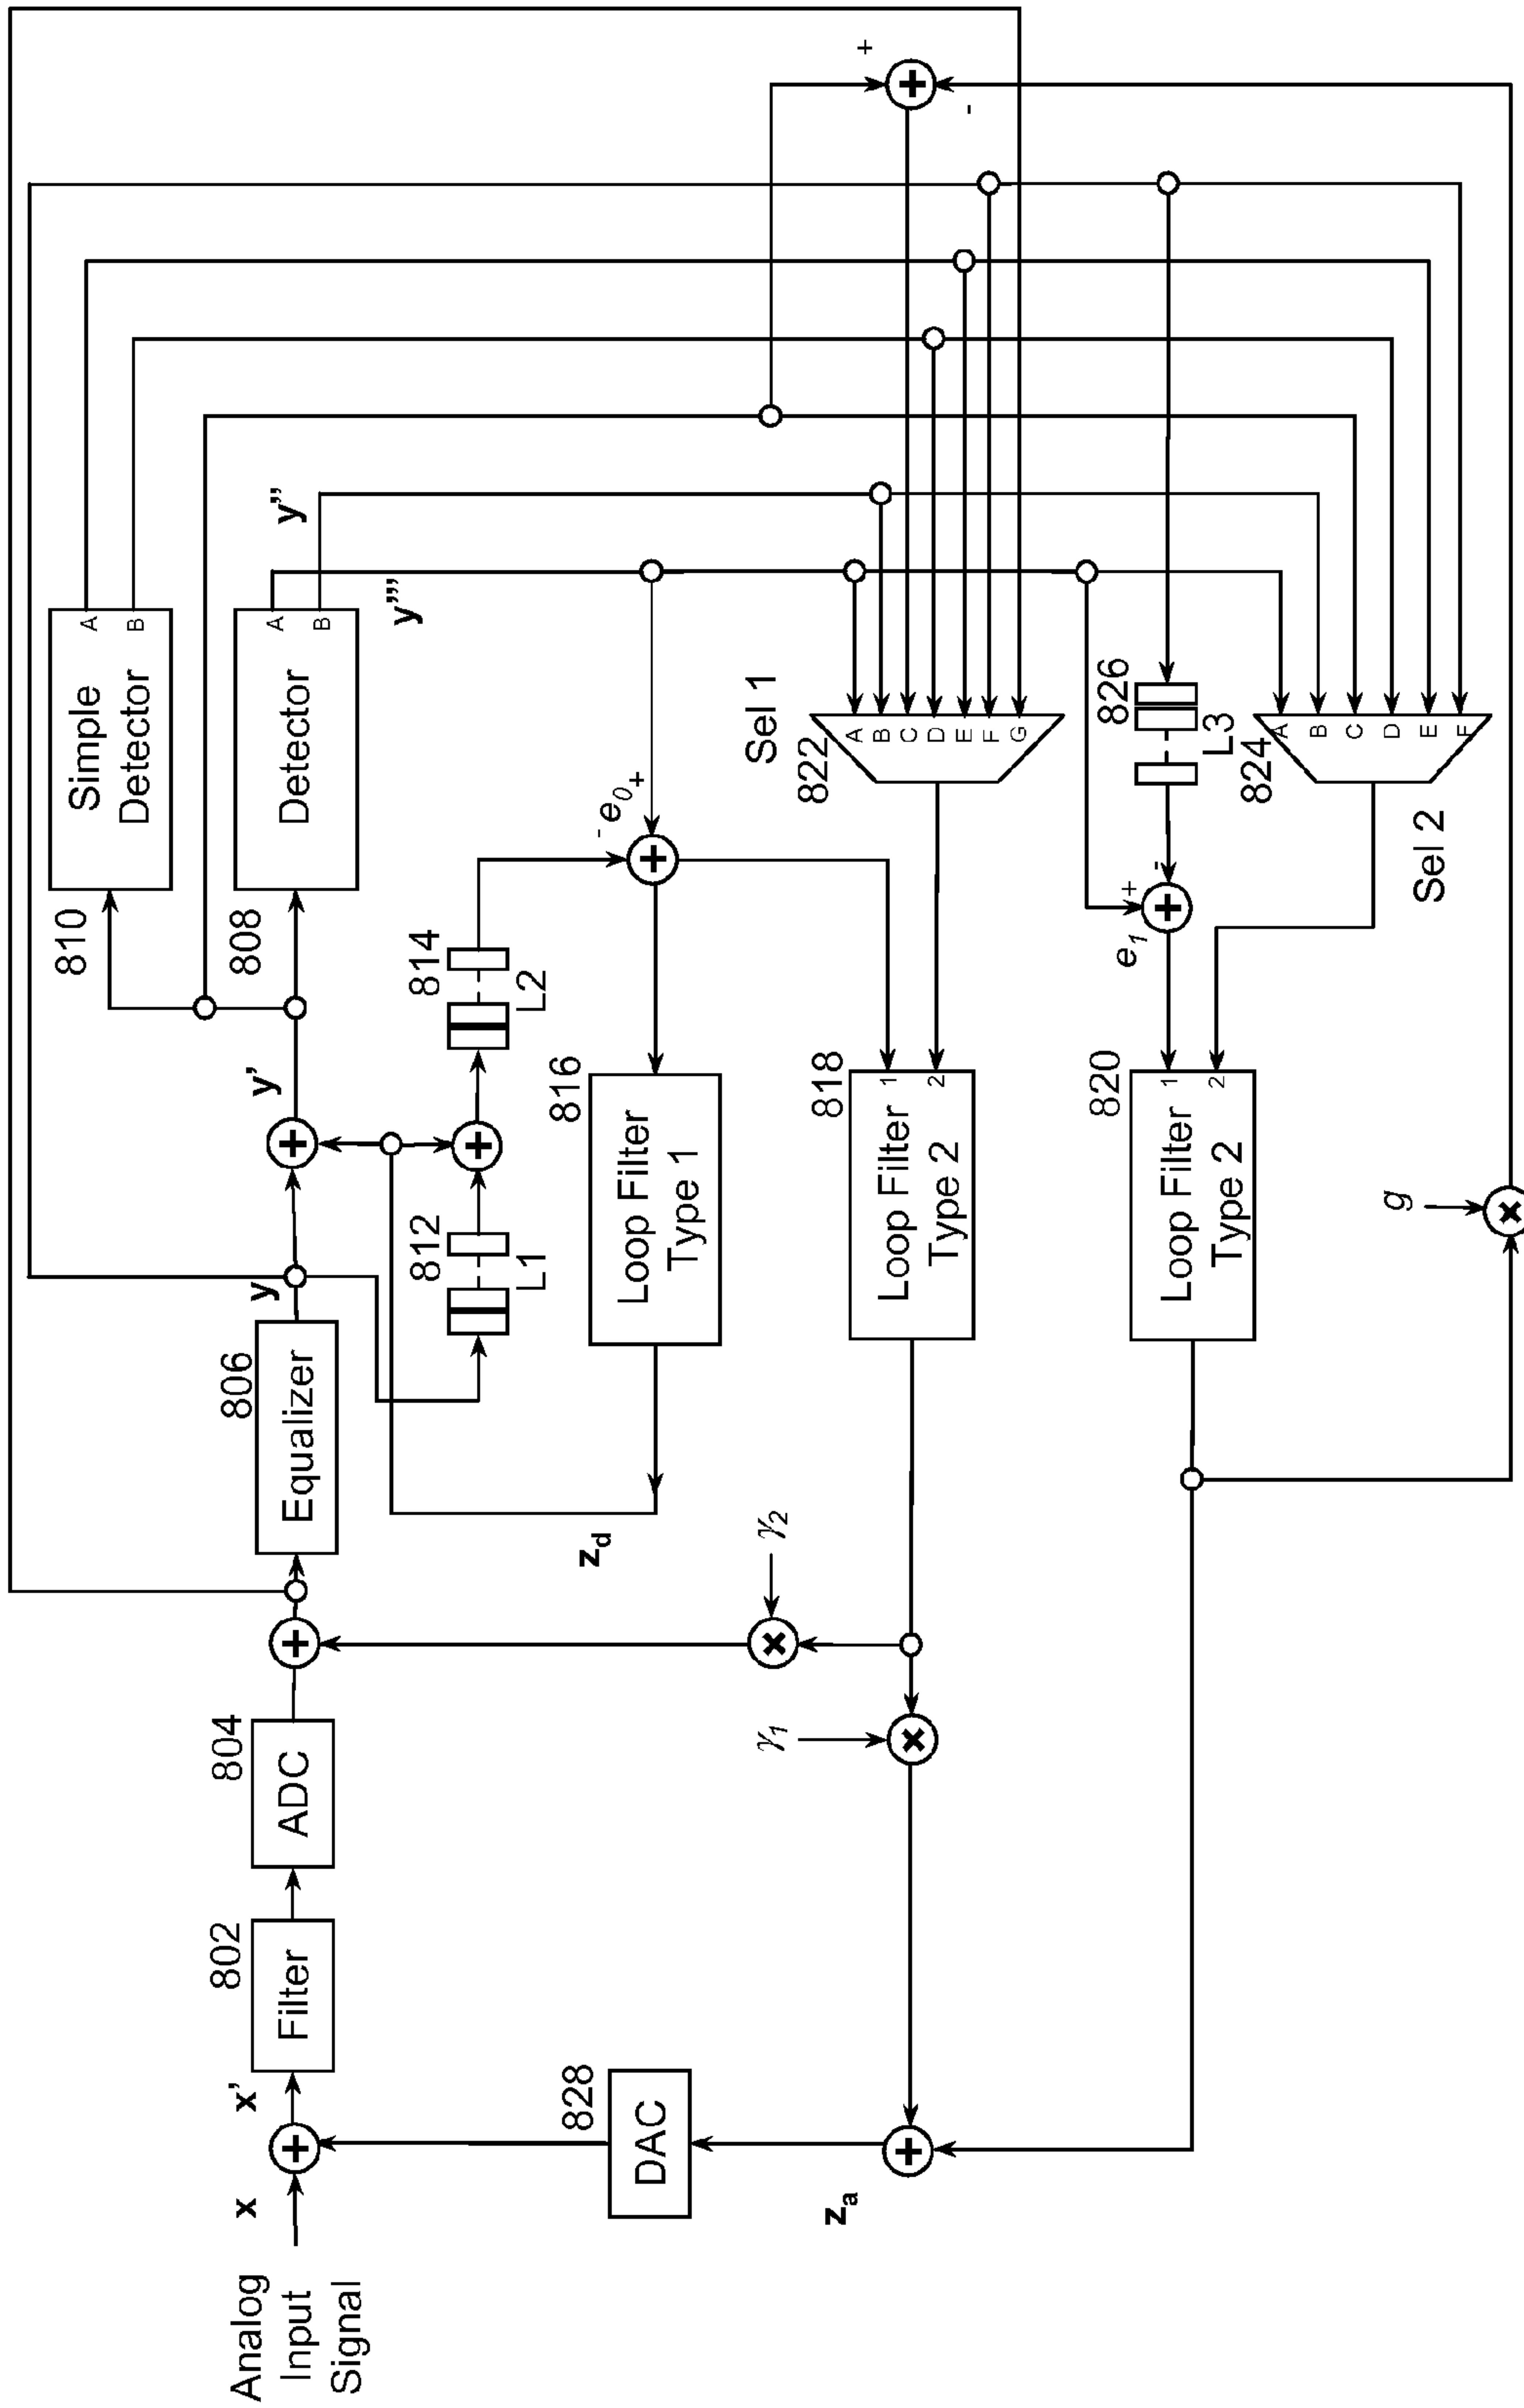 Analog
Input
Signal
x
x'
802
Filter
804
ADC
806
Equalizer
y
y'
810
Simple
Detector
A
B
808
Detector
A
B
y'''
y''
812
L1
814
L2
-
e0
+
816
Loop Filter
Type 1
zd
828
DAC
za
γ1
γ2
818
Loop Filter
Type 2
1
2
822
Sel 1
A
B
C
D
E
F
G
+
-
820
Loop Filter
Type 2
1
2
e1
+
-
826
L3
824
Sel 2
A
B
C
D
E
F
g